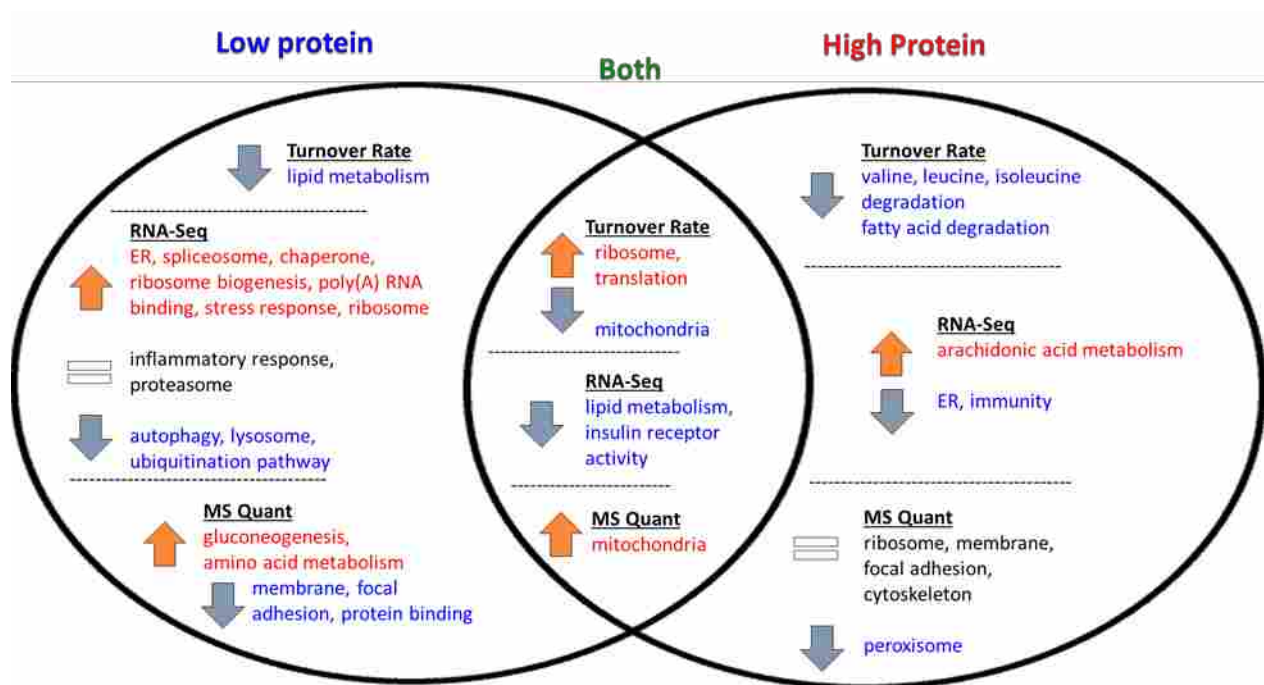 Low protein
Both
High Protein
Turnover Rate
lipid metabolism
RNA-Seq
ER, spliceosome, chaperone,
ribosome biogenesis, poly(A) RNA
binding, stress response, ribosome
inflammatory response,
proteasome
autophagy, lysosome,
ubiquitination pathway
MS Quant
gluconeogenesis,
amino acid metabolism
membrane, focal
adhesion, protein binding
Turnover Rate
ribosome,
translation
mitochondria
RNA-Seq
lipid metabolism,
insulin receptor
activity
MS Quant
mitochondria
Turnover Rate
valine, leucine, isoleucine
degradation
fatty acid degradation
RNA-Seq
arachidonic acid metabolism
ER, immunity
MS Quant
ribosome, membrane,
focal adhesion,
cytoskeleton
peroxisome